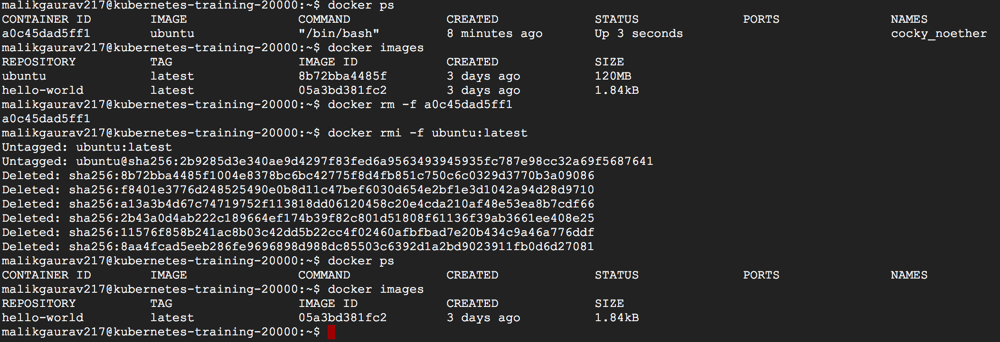 malikgaurav217@kubernetes-training-20000:~$ docker ps
CONTAINER ID        IMAGE               COMMAND             CREATED             STATUS              PORTS               NAMES
a0c45dad5ff1        ubuntu              "/bin/bash"         8 minutes ago       Up 3 seconds                            cocky_noether
malikgaurav217@kubernetes-training-20000:~$ docker images
REPOSITORY          TAG                 IMAGE ID            CREATED             SIZE
ubuntu              latest              8b72bba4485f        3 days ago          120MB
hello-world         latest              05a3bd381fc2        3 days ago          1.84kB
malikgaurav217@kubernetes-training-20000:~$ docker rm -f a0c45dad5ff1
a0c45dad5ff1
malikgaurav217@kubernetes-training-20000:~$ docker rmi -f ubuntu:latest
Untagged: ubuntu:latest
Untagged: ubuntu@sha256:2b9285d3e340ae9d4297f83fed6a9563493945935fc787e98cc32a69f5687641
Deleted: sha256:8b72bba4485f1004e8378bc6bc42775f8d4fb851c750c6c0329d3770b3a09086
Deleted: sha256:f8401e3776d248525490e0b8d11c47bef6030d654e2bf1e3d1042a94d28d9710
Deleted: sha256:a13a3b4d67c74719752f113818dd06120458c20e4cda210af48e53ea8b7cdf66
Deleted: sha256:2b43a0d4ab222c189664ef174b39f82c801d51808f61136f39ab3661ee408e25
Deleted: sha256:11576f858b241ac8b03c42dd5b22cc4f02460afbfbad7e20b434c9a46a776ddf
Deleted: sha256:8aa4fcad5eeb286fe9696898d988dc85503c6392d1a2bd9023911fb0d6d27081
malikgaurav217@kubernetes-training-20000:~$ docker ps
CONTAINER ID        IMAGE               COMMAND             CREATED             STATUS              PORTS               NAMES
malikgaurav217@kubernetes-training-20000:~$ docker images
REPOSITORY          TAG                 IMAGE ID            CREATED             SIZE
hello-world         latest              05a3bd381fc2        3 days ago          1.84kB
malikgaurav217@kubernetes-training-20000:~$